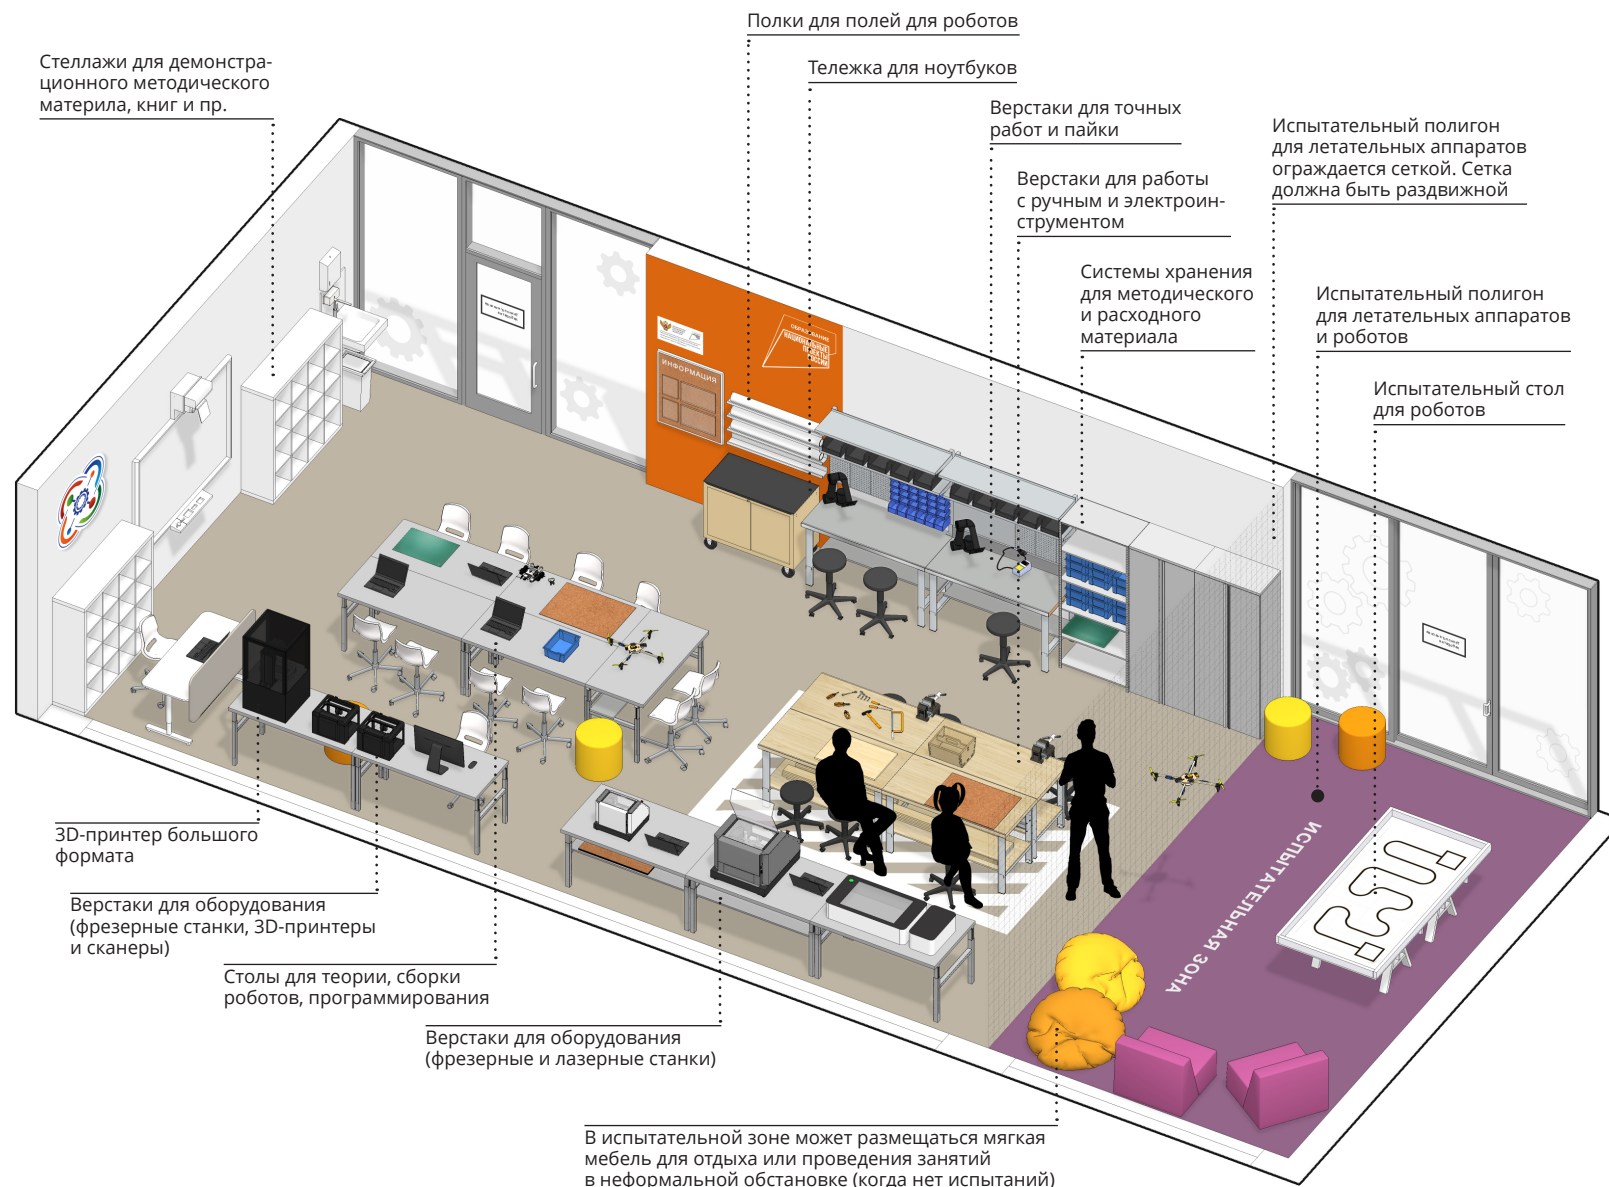 Полки для полей для роботов
Стеллажи для демонстра-
ционного методического
материла, книг и пр.
Тележка для ноутбуков
Верстаки для точных
работ и пайки
Испытательный полигон
для летательных аппаратов
ограждается сеткой. Сетка
должна быть раздвижной
Верстаки для работы
с ручным и электроин-
струментом
Системы хранения
для методического
и расходного
материала
Испытательный полигон
для летательных аппаратов
и роботов
Испытательный стол
для роботов
ОБРАЗОВАНИЕ
НАЦИОНАЛЬНЫЕ
ПРОЕКТЫ
РОССИИ
ИНФОРМАЦИЯ
ИСПЫТАТЕЛЬНАЯ ЗОНА
3D-принтер большого
формата
Верстаки для оборудования
(фрезерные станки, 3D-принтеры
и сканеры)
Столы для теории, сборки
роботов, программирования
Верстаки для оборудования
(фрезерные и лазерные станки)
В испытательной зоне может размещаться мягкая
мебель для отдыха или проведения занятий
в неформальной обстановке (когда нет испытаний)